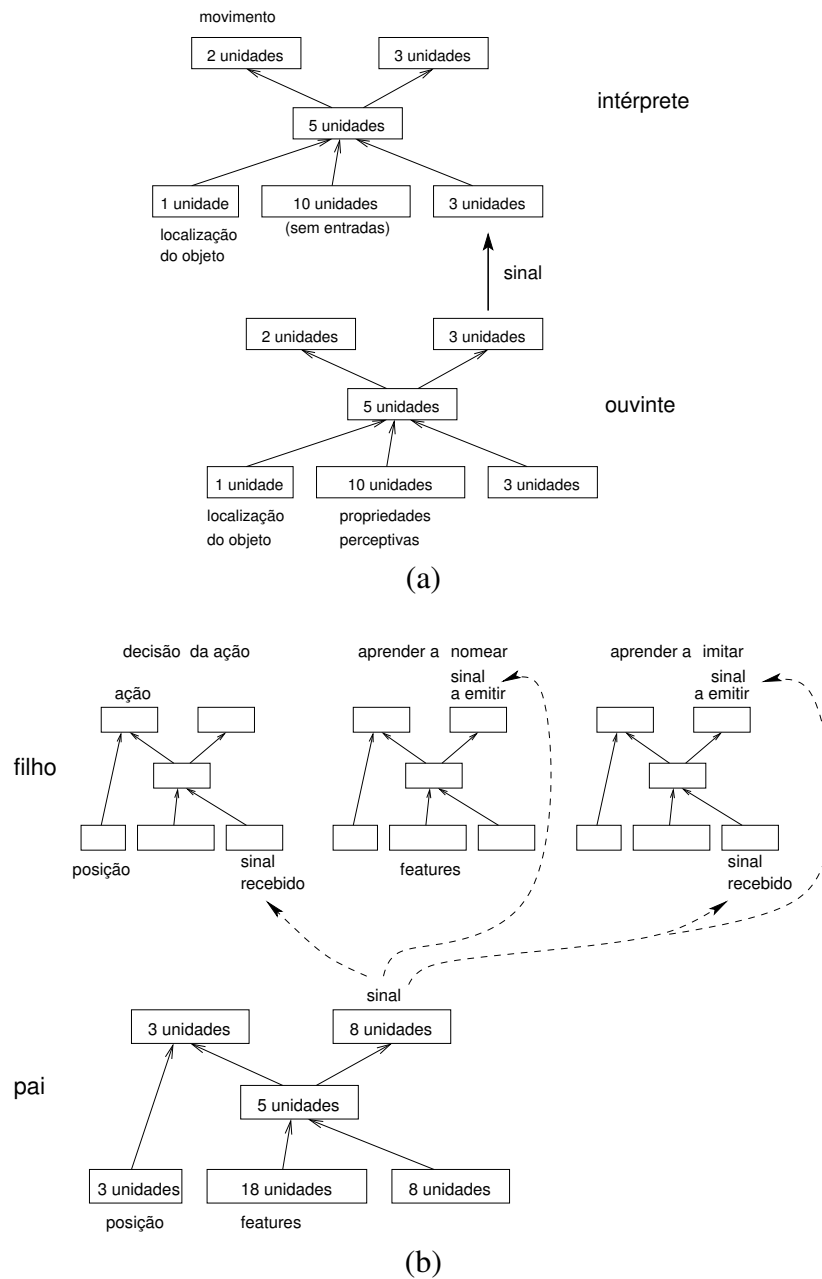 movimento
2 unidades
3 unidades
intérprete
5 unidades
1 unidade
10 unidades
3 unidades
(sem entradas)
localização
do objeto
sinal
2 unidades
3 unidades
5 unidades
ouvinte
1 unidade
10 unidades
3 unidades
localização
do objeto
propriedades
perceptivas
(a)
decisão da ação
aprender a nomear
aprender a imitar
ação
sinal
a emitir
sinal
a emitir
filho
posição
sinal
recebido
features
sinal
recebido
sinal
3 unidades
8 unidades
pai
5 unidades
3 unidades
18 unidades
8 unidades
posição
features
(b)